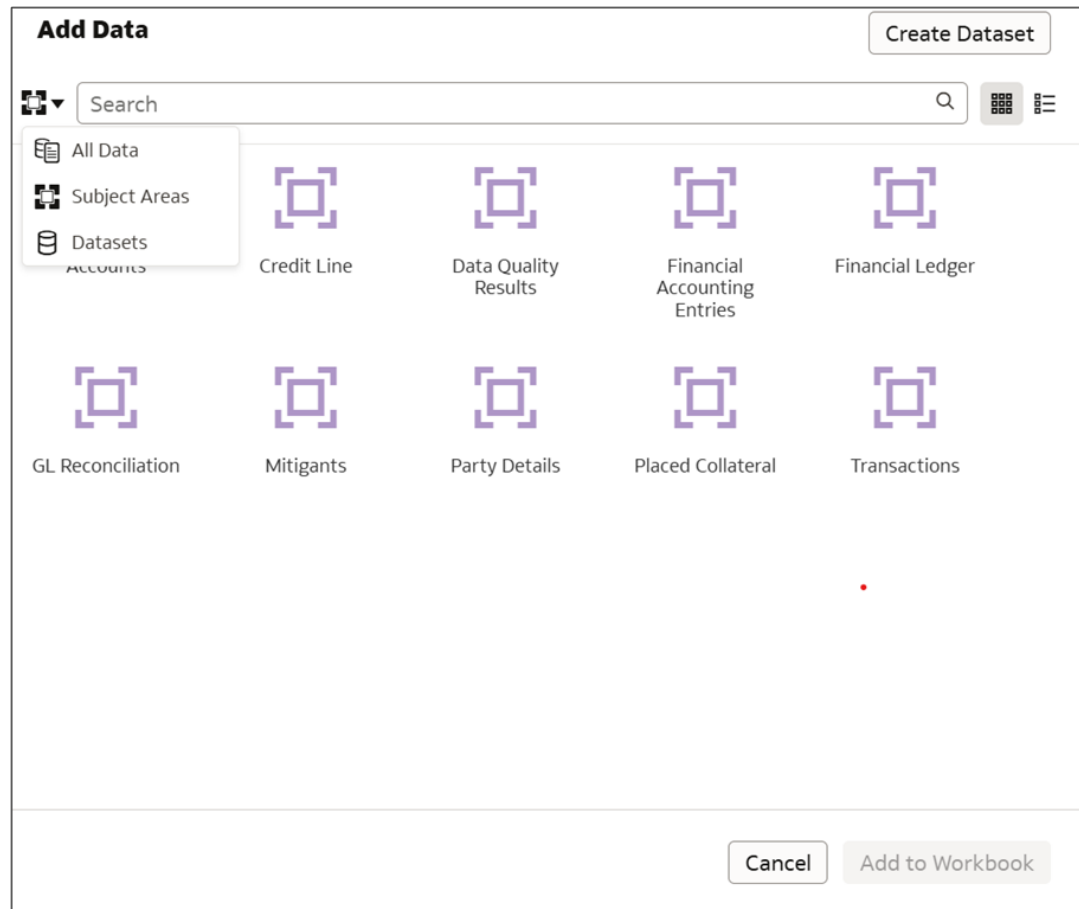 Add Data
Create Dataset
Search
All Data
Subject Areas
Datasets
Accounts
Credit Line
Data Quality
Results
Financial
Accounting
Entries
Financial Ledger
GL Reconciliation
Mitigants
Party Details
Placed Collateral
Transactions
Cancel
Add to Workbook